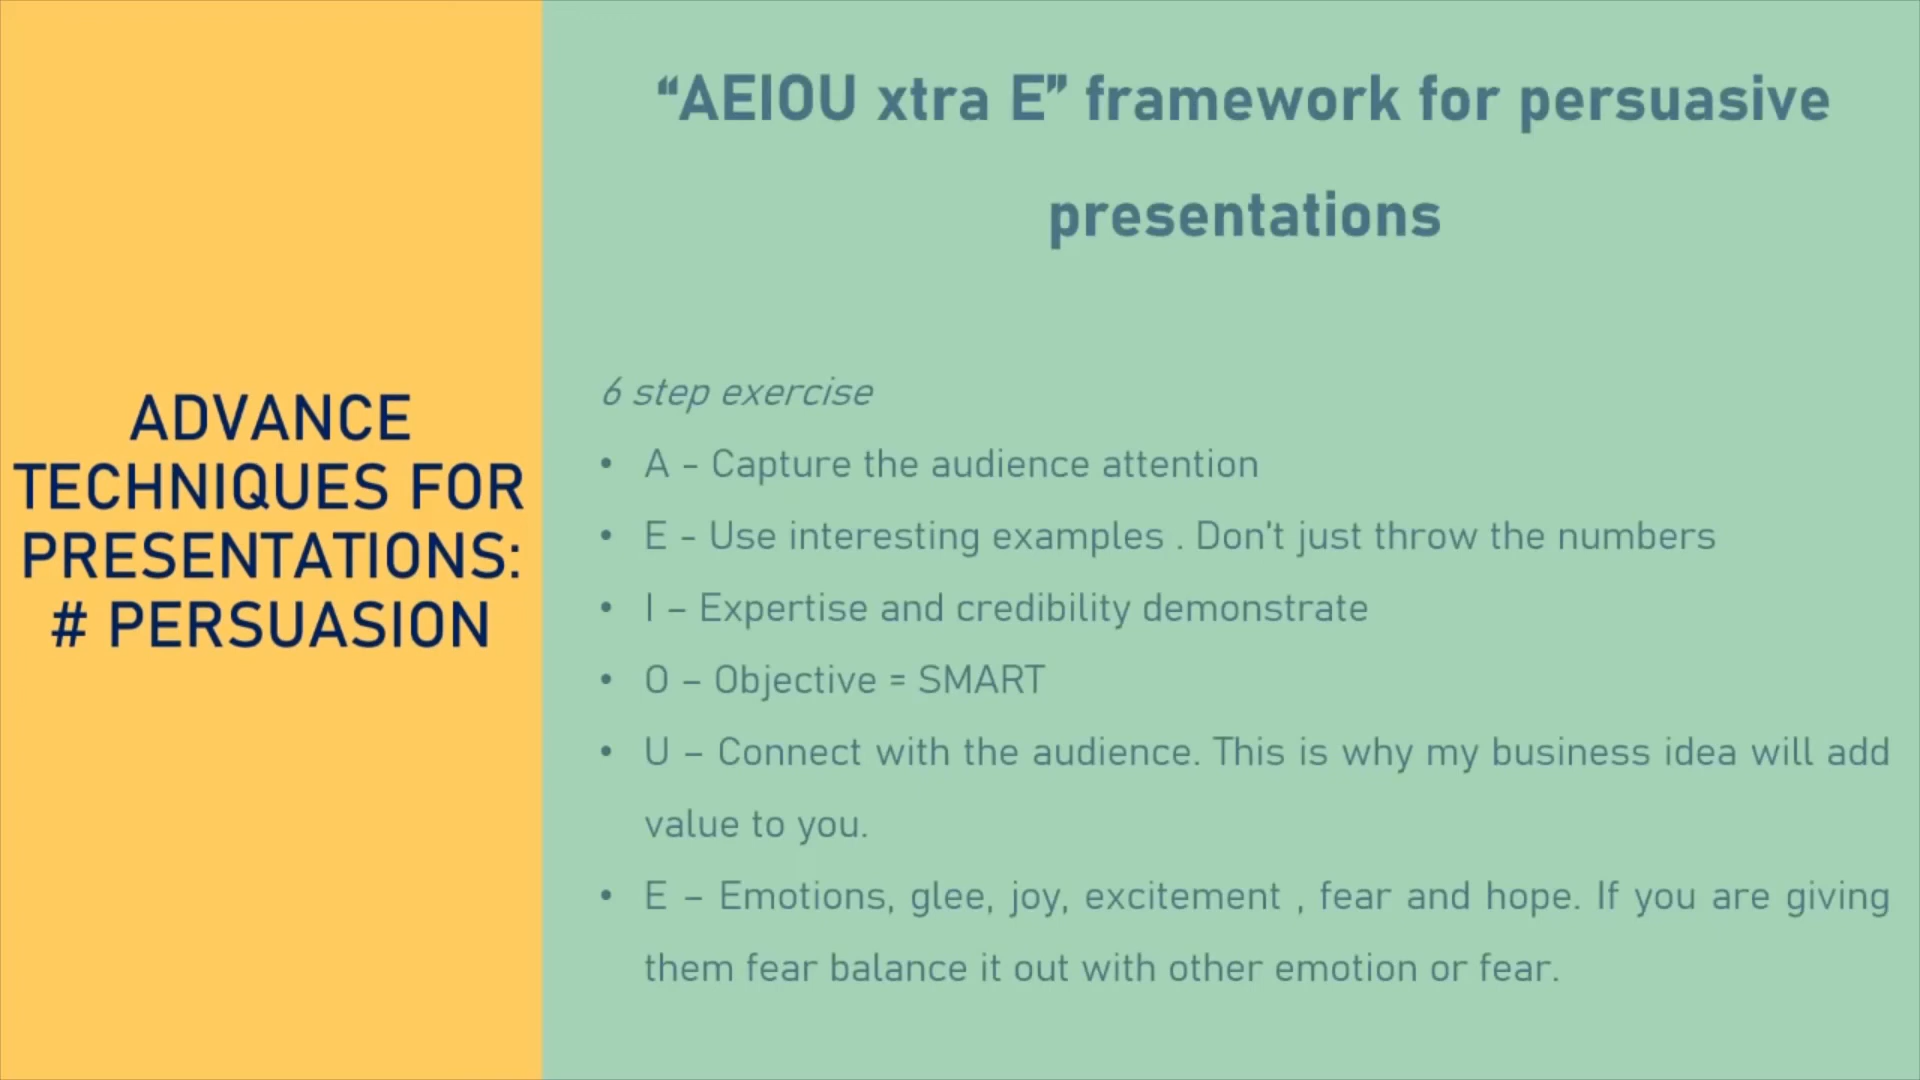 ADVANCE
TECHNIQUES FOR
PRESENTATIONS:
# PERSUASION
“AEIOU xtra E” framework for persuasive
presentations
6 step exercise
• A - Capture the audience attention
• E - Use interesting examples . Don't just throw the numbers
• I – Expertise and credibility demonstrate
• O – Objective = SMART
• U – Connect with the audience. This is why my business idea will add
value to you.
• E – Emotions, glee, joy, excitement , fear and hope. If you are giving
them fear balance it out with other emotion or fear.